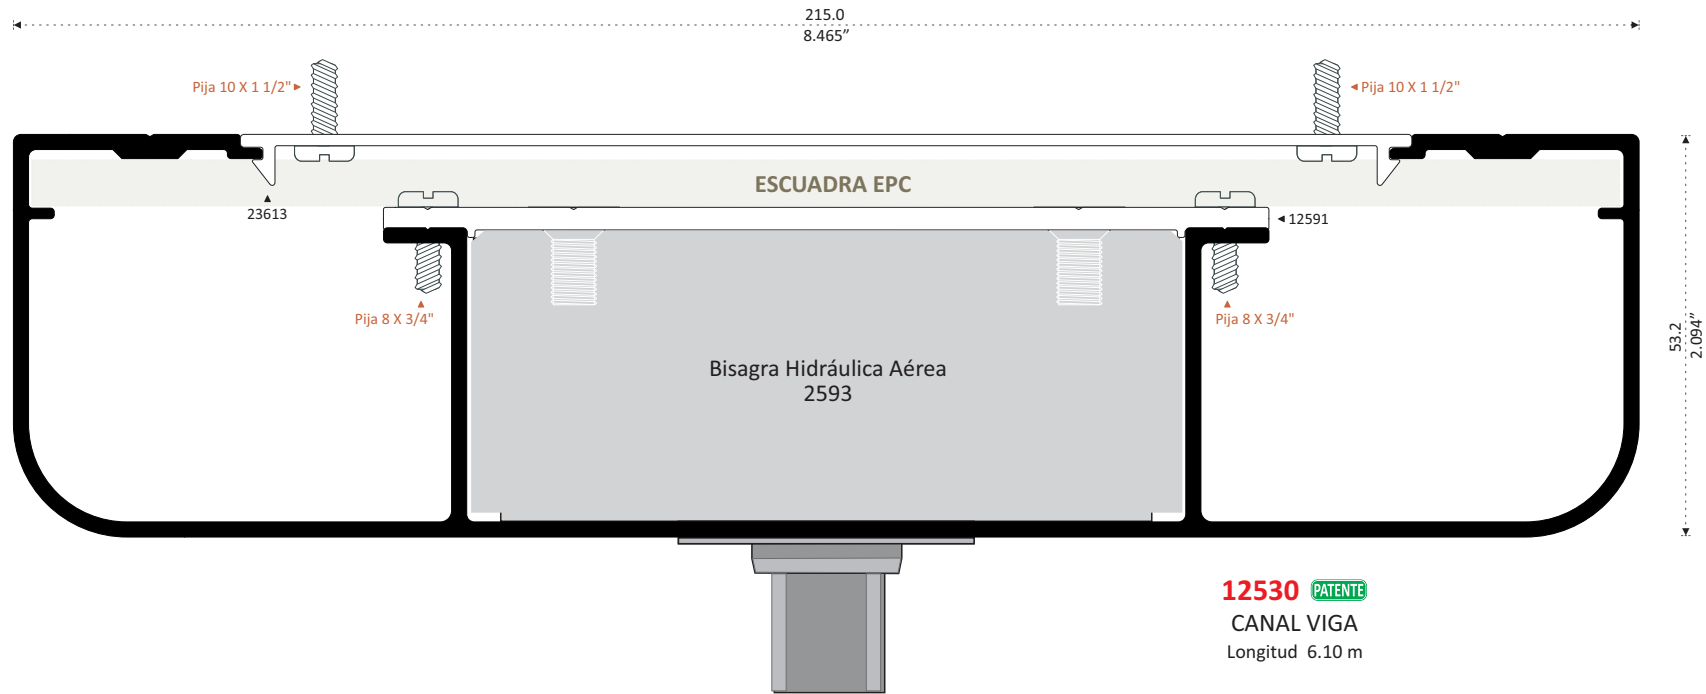 215.0
8.465”
Pija 10 X 1 1/2"
Pija 10 X 1 1/2"
ESCUADRA EPC
23613
12591
Pija 8 X 3/4"
Pija 8 X 3/4"
53.2
2.094”
Bisagra Hidráulica Aérea
2593
12530 PATENTE
CANAL VIGA
Longitud 6.10 m